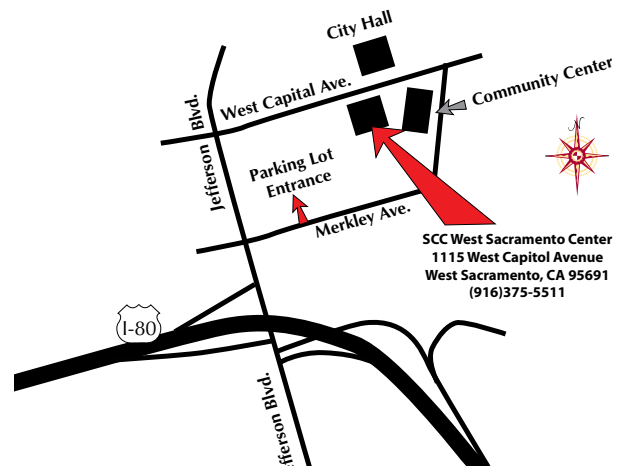 City Hall
West Capital Ave.
Community Center
Jefferson Blvd.
Parking Lot
Entrance
Merkley Ave.
N
SCC West Sacramento Center
1115 West Capitol Avenue
West Sacramento, CA 95691
(916)375-5511
I-80
fferson Blvd.